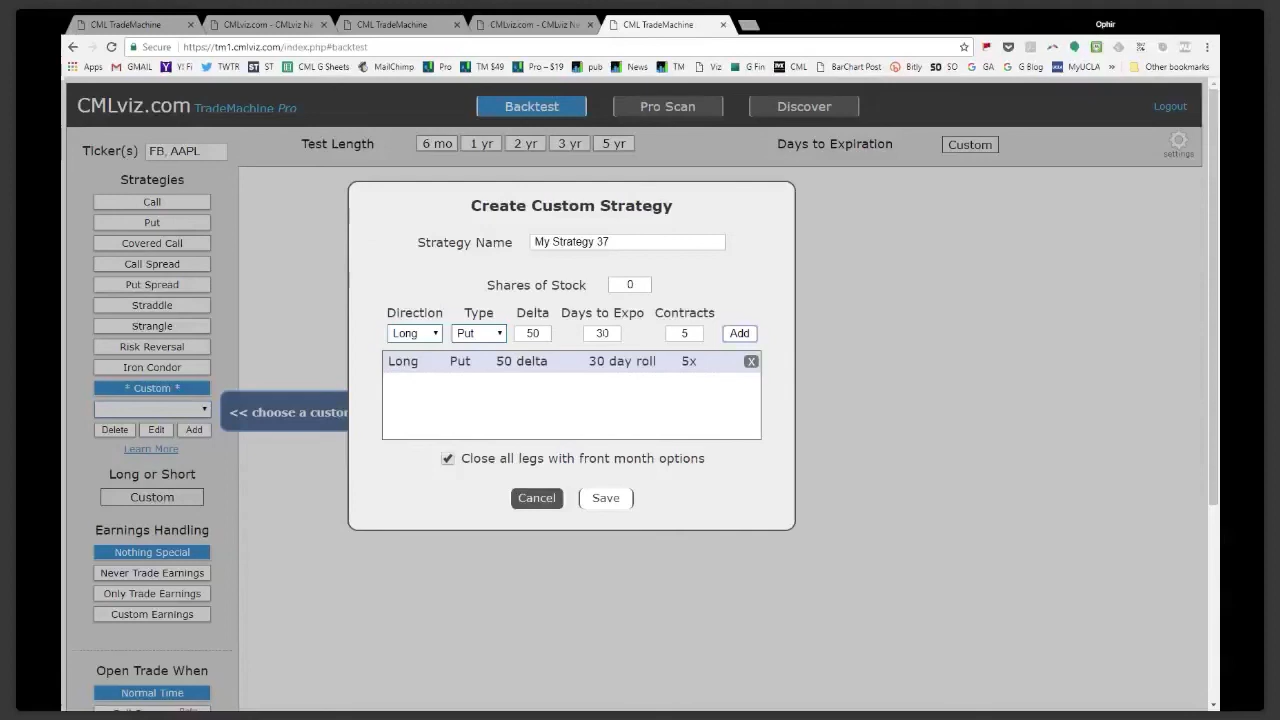 CML TradeMachine
CMLviz.com - CMLviz Ne
CML TradeMachine
CMLviz.com - CMLviz Ne
CML TradeMachine
Ophir
Secure
https://tm1.cmlviz.com/index.php#backtest
Apps
GMAIL
Y! Fi
TWTR
ST
CML G Sheets
MailChimp
Pro
TM $49
Pro – $19
pub
News
TM
Viz
G Fin
CML
BarChart Post
Bitly
SO
SO
GA
G Blog
MyUCLA
»
Other bookmarks
CMLviz.com TradeMachine Pro
Backtest
Pro Scan
Discover
Logout
Ticker(s) FB, AAPL
Test Length 6 mo 1 yr 2 yr 3 yr 5 yr
Days to Expiration Custom
settings
Strategies
Call
Put
Covered Call
Call Spread
Put Spread
Straddle
Strangle
Risk Reversal
Iron Condor
* Custom *
<< choose a custom
Delete Edit Add
Learn More
Long or Short
Custom
Earnings Handling
Nothing Special
Never Trade Earnings
Only Trade Earnings
Custom Earnings
Open Trade When
Normal Time
Create Custom Strategy
Strategy Name My Strategy 37
Shares of Stock 0
Direction Type Delta Days to Expo Contracts
Long Put 50 30 5 Add
Long Put 50 delta 30 day roll 5x X
Close all legs with front month options
Cancel Save